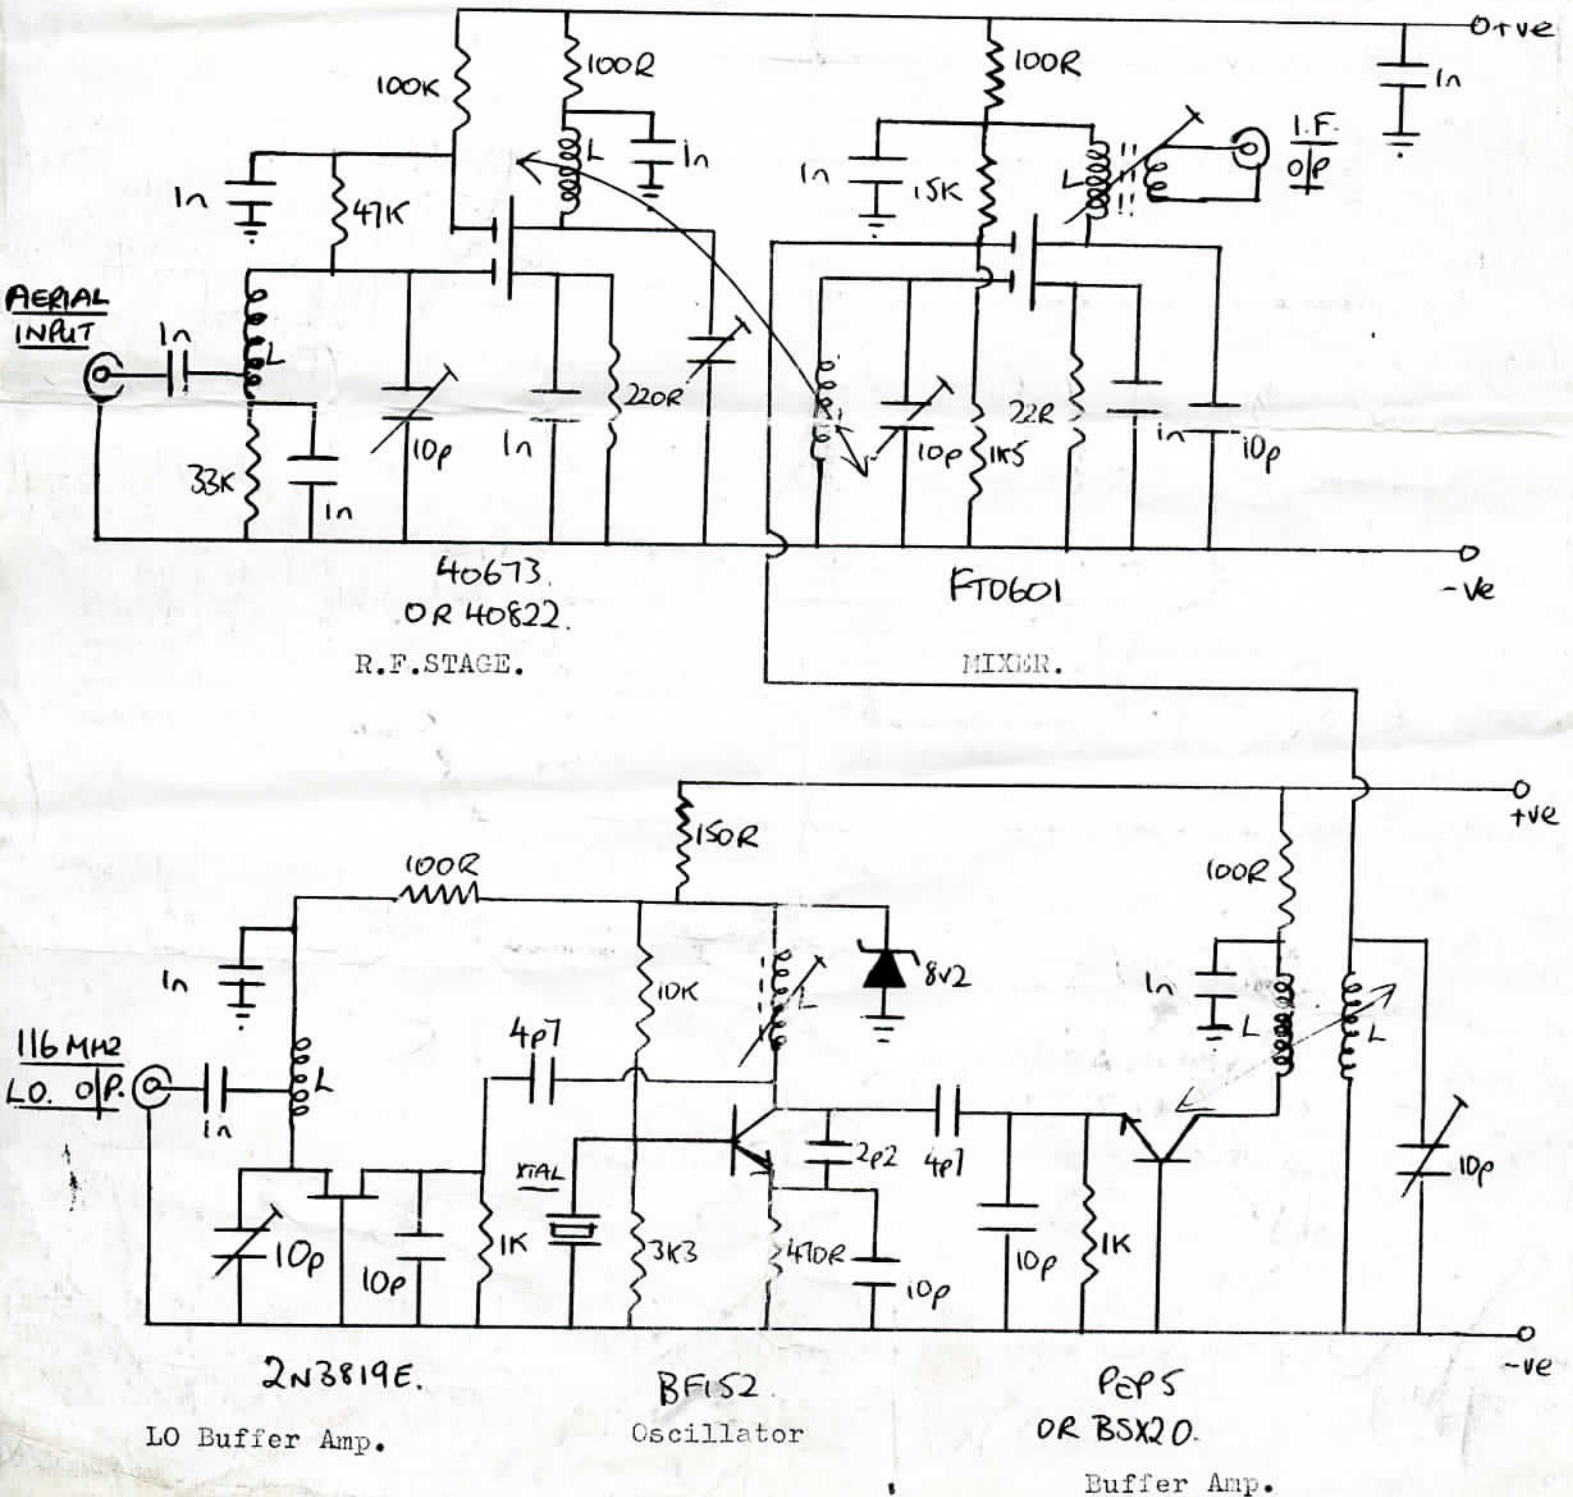 O+ve
100K
100R
100R
1n
L
1n
1n
15K
L
I.F.
O/P
1n
47K
AERIAL
INPUT
1n
L
10p
1n
220R
10p
1K5
22R
1n
10p
33K
1n
40673.
OR 40822.
FT0601
-ve
R.F.STAGE.
MIXER.
150R
+ve
100R
100R
1n
10K
L
8v2
1n
L
L
116 MHz
LO. O/P.
1n
L
4p7
XTAL
2p2
4p7
10p
10p
10p
1K
3K3
470R
10p
10p
1K
-ve
2N3819E.
BF152
PEP5
OR BSX20.
LO Buffer Amp.
Oscillator
Buffer Amp.